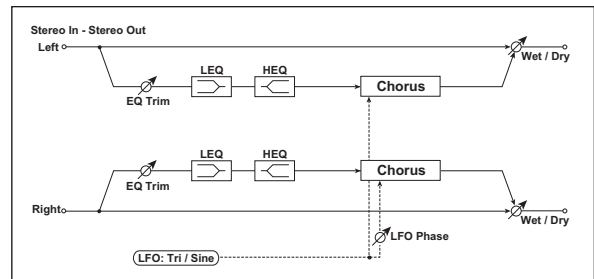 Stereo In - Stereo Out
Left
Wet / Dry
LEQ HEQ
Chorus
EQ Trim
LEQ HEQ
Chorus
EQ Trim
Right
Wet / Dry
LFO Phase
LFO: Tri / Sine